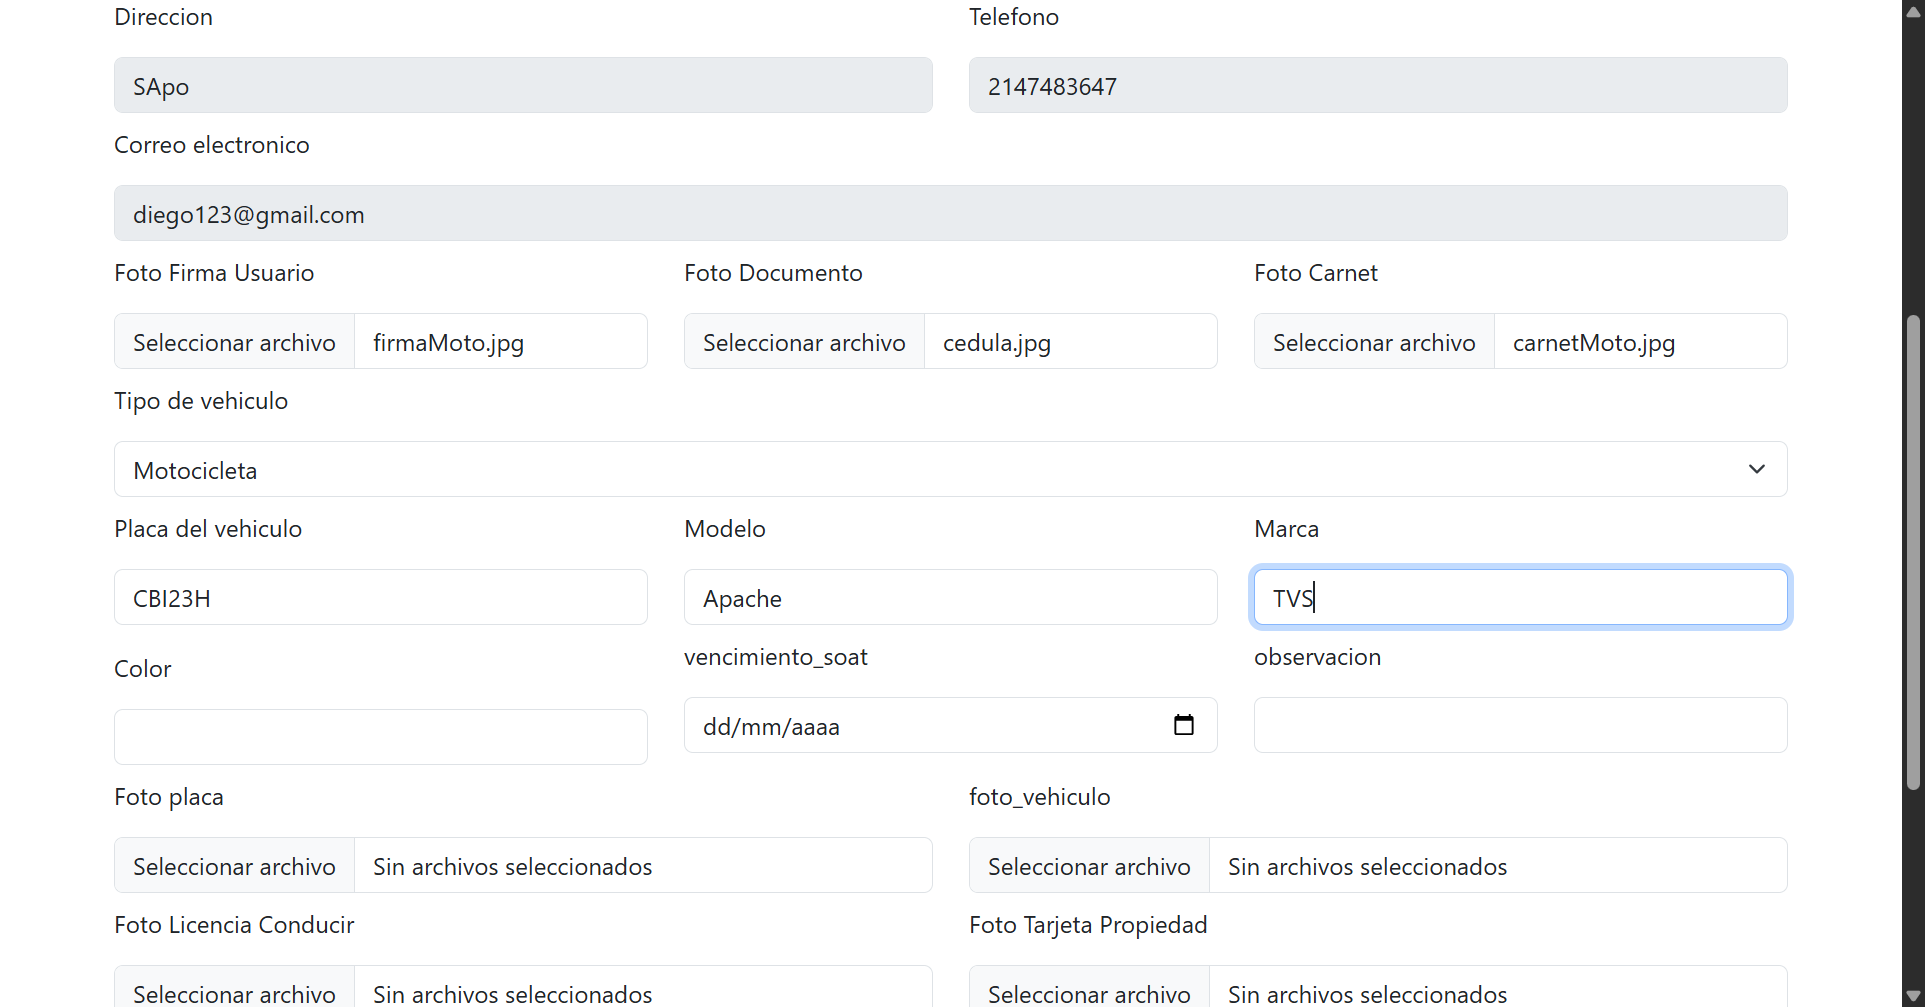 Direccion Telefono
SApo 2147483647
Correo electronico
diego123@gmail.com
Foto Firma Usuario Foto Documento Foto Carnet
Seleccionar archivo firmaMoto.jpg Seleccionar archivo cedula.jpg Seleccionar archivo carnetMoto.jpg
Tipo de vehiculo
Motocicleta
Placa del vehiculo Modelo Marca
CBI23H Apache TVS
Color vencimiento_soat observacion
dd/mm/aaaa
Foto placa foto_vehiculo
Seleccionar archivo Sin archivos seleccionados Seleccionar archivo Sin archivos seleccionados
Foto Licencia Conducir Foto Tarjeta Propiedad
Seleccionar archivo Sin archivos seleccionados Seleccionar archivo Sin archivos seleccionados